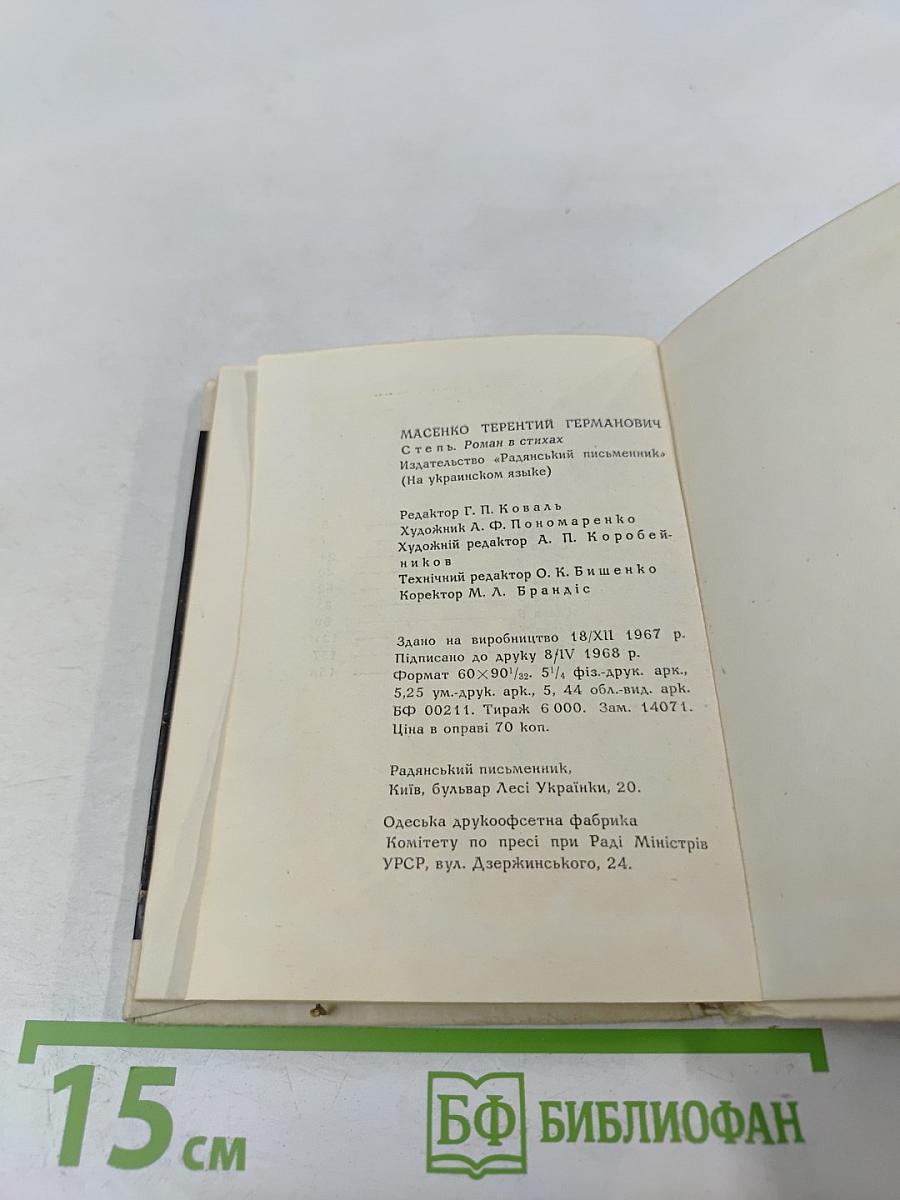 МАСЕНКО ТЕРЕНТИЙ ГЕРМАНОВИЧ
Степь. Роман в стихах
Издательство «Радянський письменник»
(На украинском языке)
Редактор Г. П. Коваль
Художник А. Ф. Пономаренко
Художній редактор А. П. Коробей-
ников
Технічний редактор О. К. Бишенко
Коректор М. Л. Брандіс
Здано на виробництво 18/XII 1967 р.
Підписано до друку 8/IV 1968 р.
Формат 60×90¹/₃₂. 5¹/₄ фіз.-друк. арк.,
5,25 ум.-друк. арк., 5, 44 обл.-вид. арк.
БФ 00211. Тираж 6 000. Зам. 14071.
Ціна в оправі 70 коп.
Радянський письменник,
Київ, бульвар Лесі Українки, 20.
Одеська друкоофсетна фабрика
Комітету по пресі при Раді Міністрів
УРСР, вул. Дзержинського, 24.
15 см
БФ БИБЛИОФАН